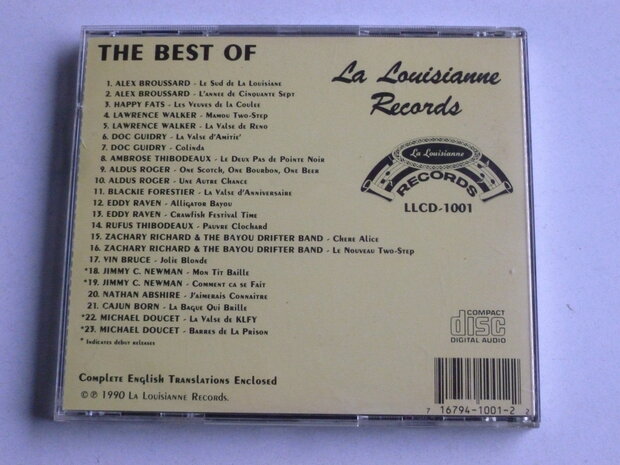 THE BEST OF
La Louisianne
Records
1. ALEX BROUSSARD - Le Sud de La Louisiane
2. ALEX BROUSSARD - L'annee de Cinquante Sept
3. HAPPY FATS - Les Veuves de la Coulee
4. LAWRENCE WALKER - Mamou Two-Step
5. LAWRENCE WALKER - La Valse de Reno
6. DOC GUIDRY - La Valse d'Amitie'
7. DOC GUIDRY - Colinda
8. AMBROSE THIBODEAUX - Le Deux Pas de Pointe Noir
9. ALDUS ROGER - One Scotch, One Bourbon, One Beer
10. ALDUS ROGER - Une Autre Chance
11. BLACKIE FORESTIER - La Valse d'Anniversaire
12. EDDY RAVEN - Alligator Bayou
13. EDDY RAVEN - Crawfish Festival Time
14. RUFUS THIBODEAUX - Pauvre Clochard
15. ZACHARY RICHARD & THE BAYOU DRIFTER BAND - Chere Alice
16. ZACHARY RICHARD & THE BAYOU DRIFTER BAND - Le Nouveau Two-Step
17. VIN BRUCE - Jolie Blonde
*18. JIMMY C. NEWMAN - Mon Tit Baille
*19. JIMMY C. NEWMAN - Comment ca se Fait
20. NATHAN ABSHIRE - J'aimerais Connaitre
21. CAJUN BORN - La Bague Qui Brille
*22. MICHAEL DOUCET - La Valse de KLFY
*23. MICHAEL DOUCET - Barres de La Prison
* Indicates debut releases
La Louisianne
RECORDS
LLCD-1001
COMPACT
disc
DIGITAL AUDIO
Complete English Translations Enclosed
© ℗ 1990 La Louisianne Records.
7 16794-1001-2 2